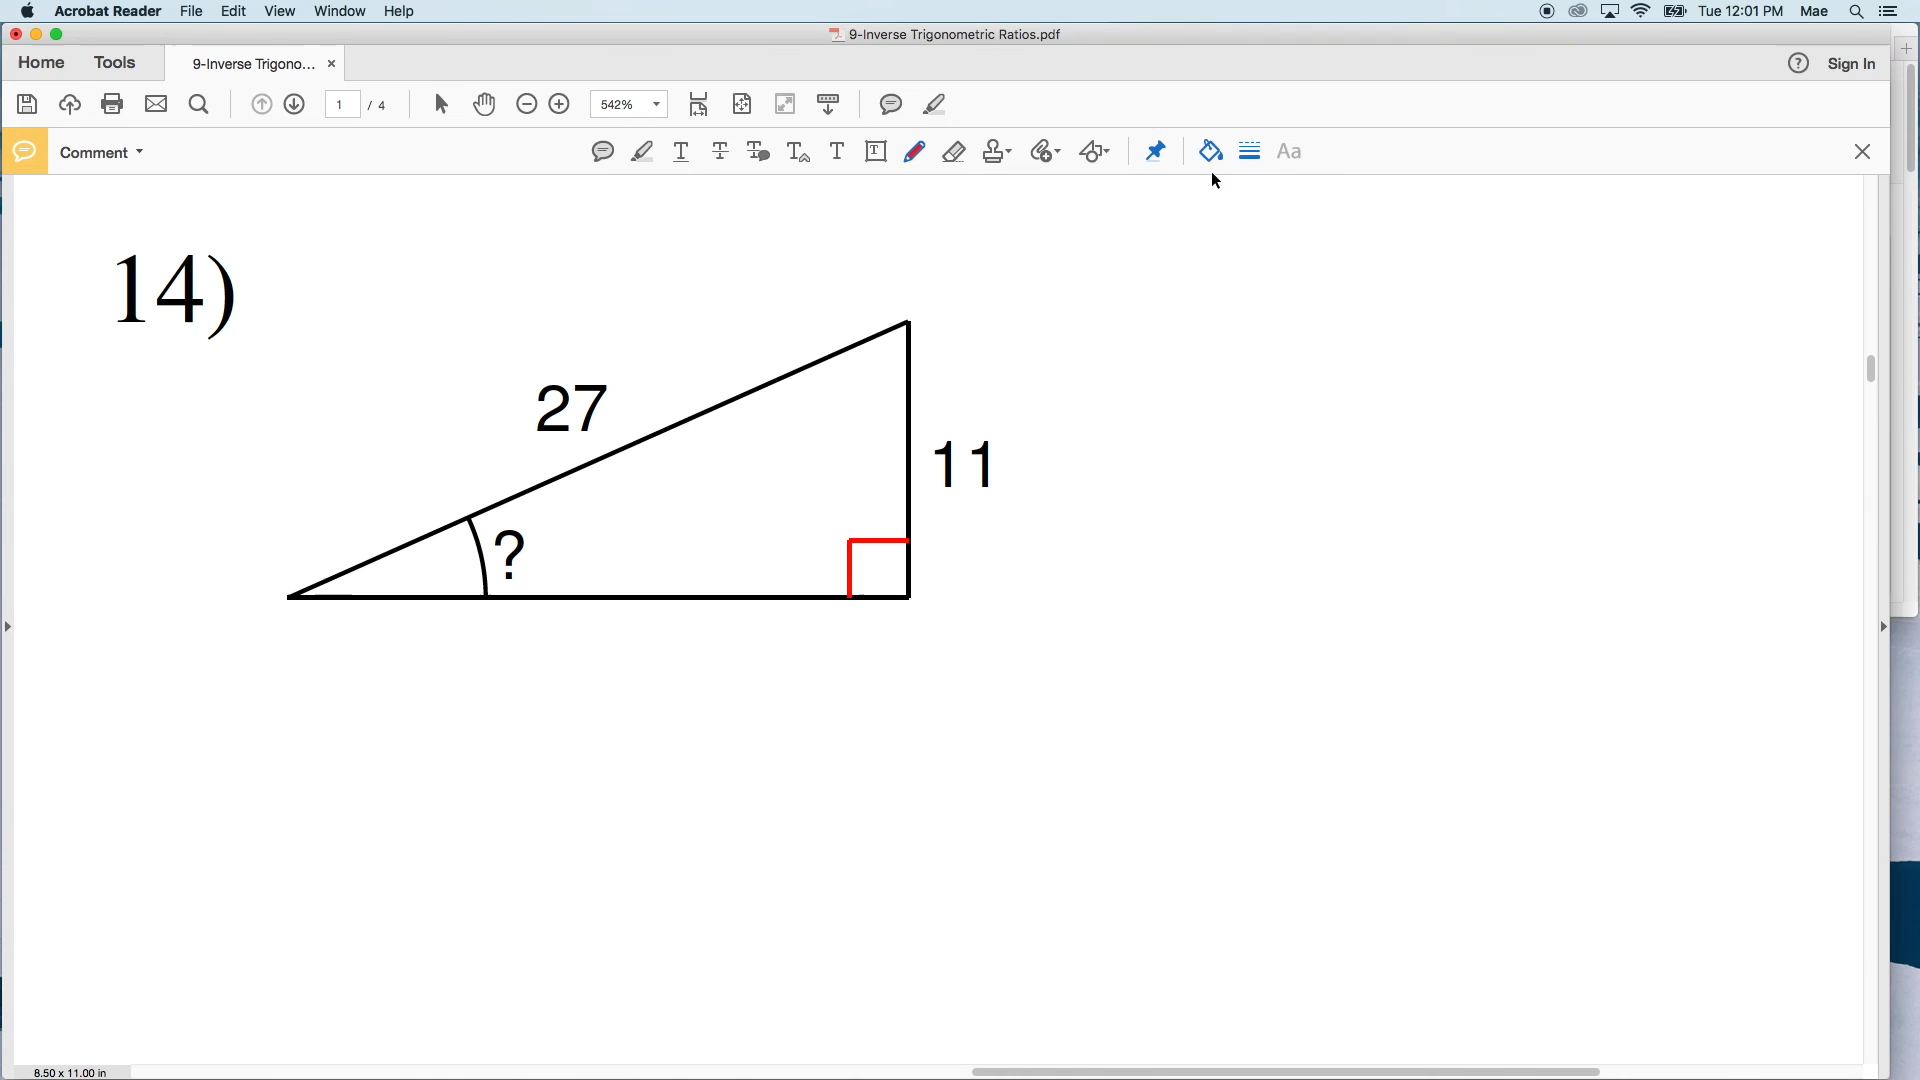 Acrobat Reader File Edit View Window Help Tue 12:01 PM Mae
9-Inverse Trigonometric Ratios.pdf
Home Tools 9-Inverse Trigono... × ? Sign In
1 / 4 542%
Comment T T T T T T Aa
14)
27
11
?
8.50 x 11.00 in